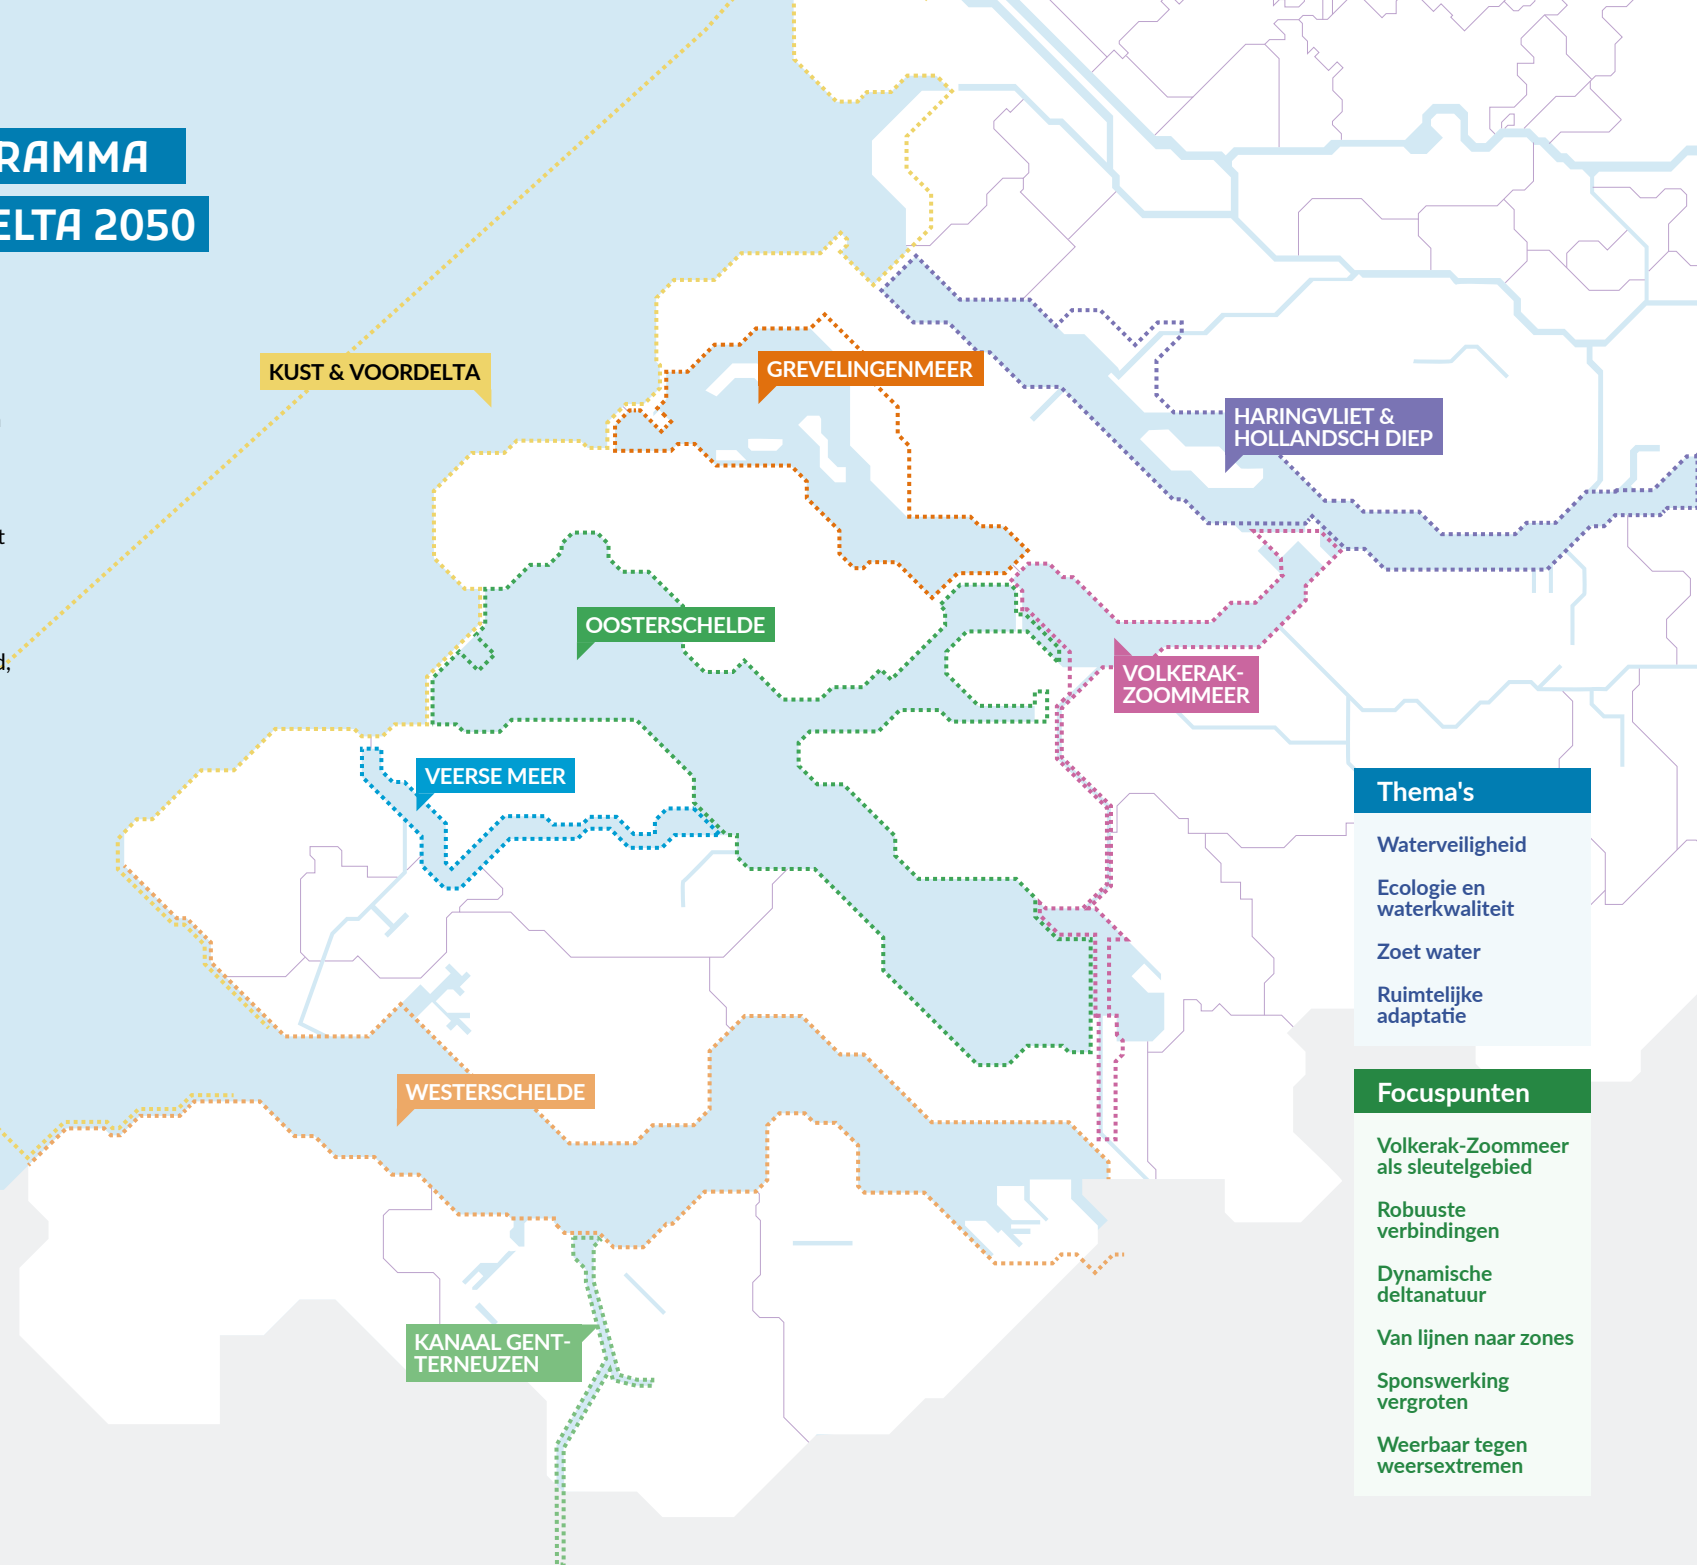 RAMMA
ELTA 2050
t
d,
KUST & VOORDELTA
GREVELINGENMEER
HARINGVLIET &
HOLLANDSCH DIEP
OOSTERSCHELDE
VOLKERAK-
ZOOMMEER
VEERSE MEER
WESTERSCHELDE
KANAAL GENT-
TERNEUZEN
Thema's
Waterveiligheid
Ecologie en
waterkwaliteit
Zoet water
Ruimtelijke
adaptatie
Focuspunten
Volkerak-Zoommeer
als sleutelgebied
Robuuste
verbindingen
Dynamische
deltanatuur
Van lijnen naar zones
Sponswerking
vergroten
Weerbaar tegen
weersextremen